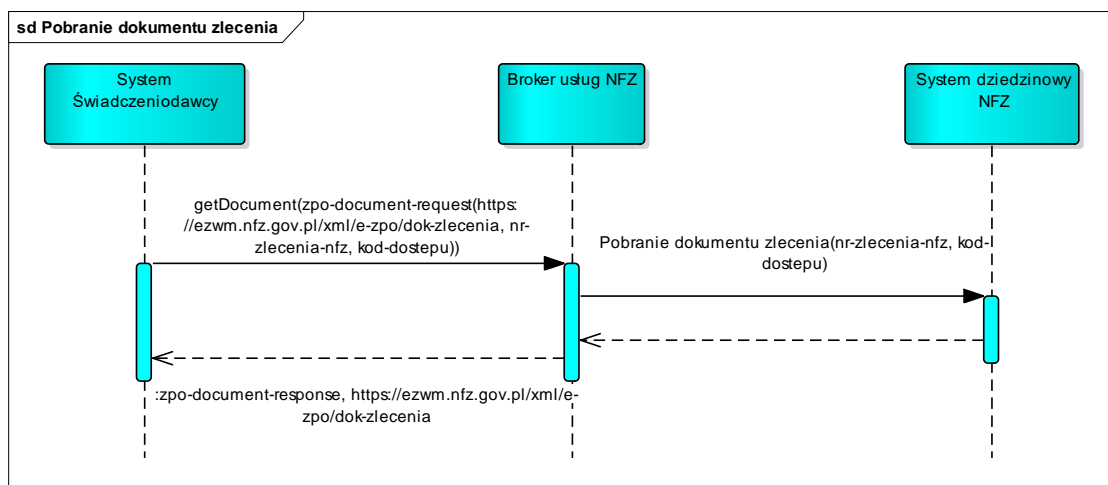 sd Pobranie dokumentu zlecenia
System
Świadczeniodawcy
Broker usług NFZ
System dziedzinowy
NFZ
getDocument(zpo-document-request(https:
//ezwm.nfz.gov.pl/xml/e-zpo/dok-zlecenia, nr-
zlecenia-nfz, kod-dostepu))
Pobranie dokumentu zlecenia(nr-zlecenia-nfz, kod-
dostepu)
:zpo-document-response, https://ezwm.nfz.gov.pl/xml/e-
zpo/dok-zlecenia